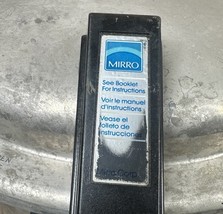 MIRRO
See Booklet
For Instructions
Voir le manuel
d'instructions
Vease el
folleto de
instrucciones